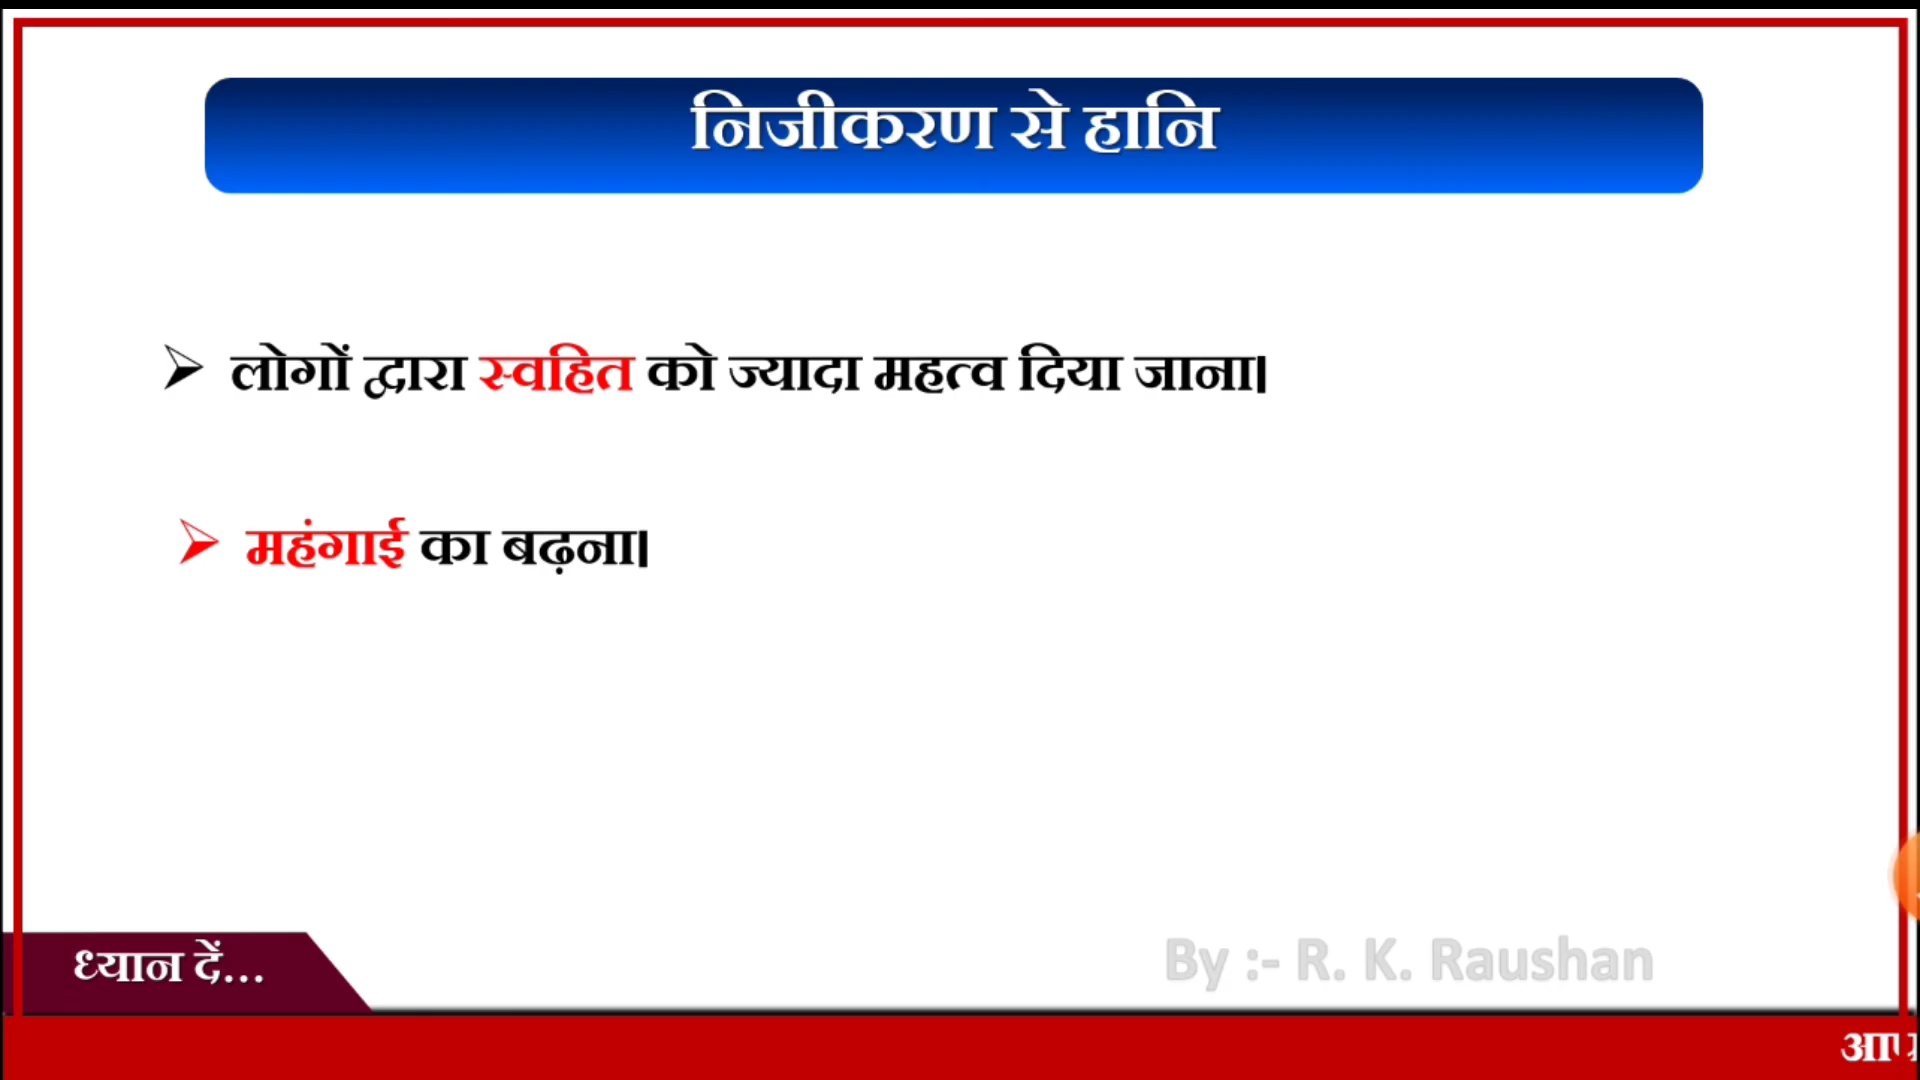 निजीकरण से हानि
➢ लोगों द्वारा स्वहित को ज्यादा महत्व दिया जाना।
➢ महंगाई का बढ़ना।
ध्यान दें...
By :- R. K. Raushan